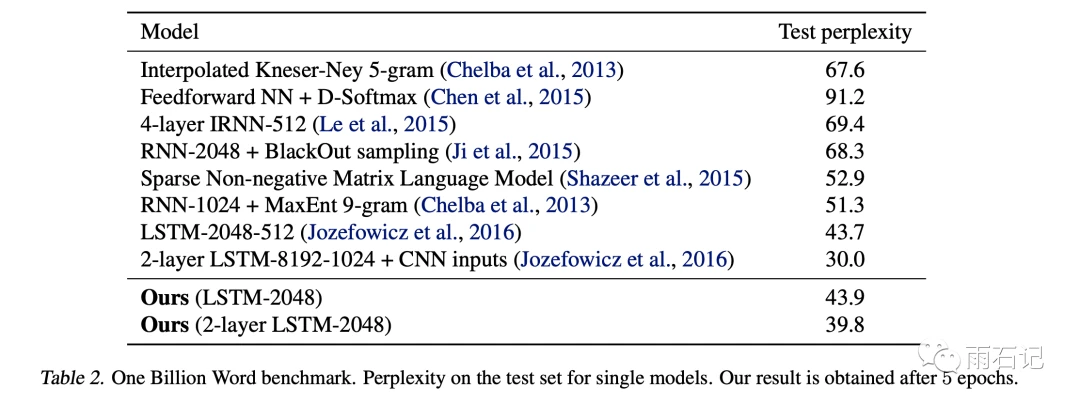 Model Test perplexity
Interpolated Kneser-Ney 5-gram (Chelba et al., 2013) 67.6
Feedforward NN + D-Softmax (Chen et al., 2015) 91.2
4-layer IRNN-512 (Le et al., 2015) 69.4
RNN-2048 + BlackOut sampling (Ji et al., 2015) 68.3
Sparse Non-negative Matrix Language Model (Shazeer et al., 2015) 52.9
RNN-1024 + MaxEnt 9-gram (Chelba et al., 2013) 51.3
LSTM-2048-512 (Jozefowicz et al., 2016) 43.7
2-layer LSTM-8192-1024 + CNN inputs (Jozefowicz et al., 2016) 30.0
Ours (LSTM-2048) 43.9
Ours (2-layer LSTM-2048) 39.8
雨石记
Table 2. One Billion Word benchmark. Perplexity on the test set for single models. Our result is obtained after 5 epochs.